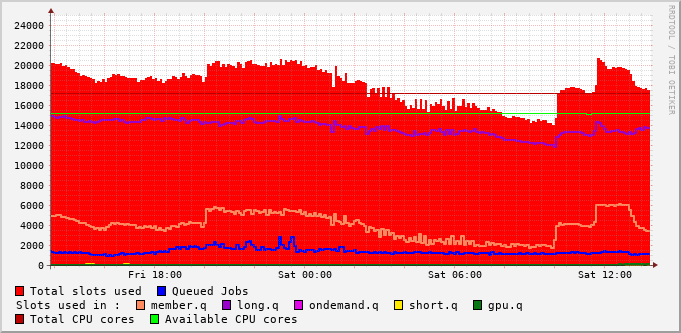 RRDTOOL / TOBI OETIKER
24000
22000
20000
18000
16000
14000
12000
10000
8000
6000
4000
2000
0
Fri 18:00 Sat 00:00 Sat 06:00 Sat 12:00
Total slots used Queued Jobs
Slots used in : member.q long.q ondemand.q short.q gpu.q
Total CPU cores Available CPU cores